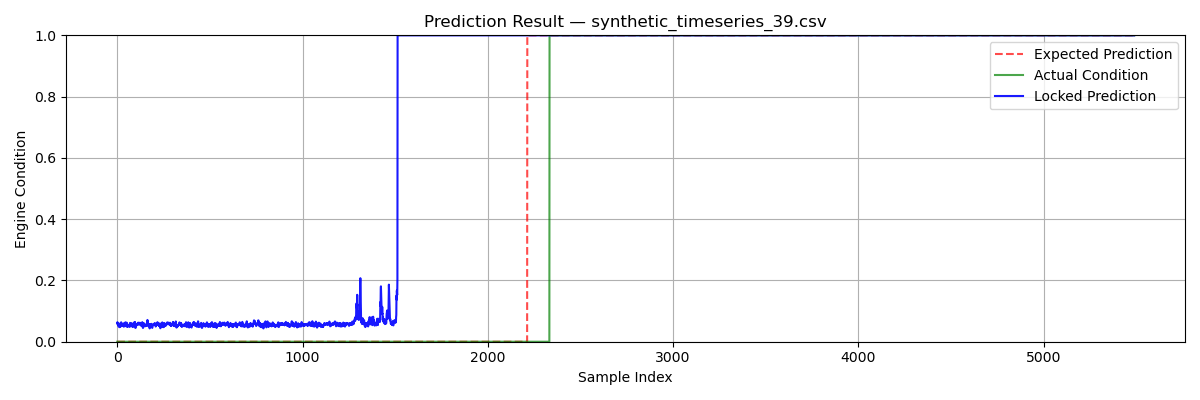 Prediction Result — synthetic_timeseries_39.csv
Engine Condition
1.0
0.8
0.6
0.4
0.2
0.0
Expected Prediction
Actual Condition
Locked Prediction
0 1000 2000 3000 4000 5000
Sample Index